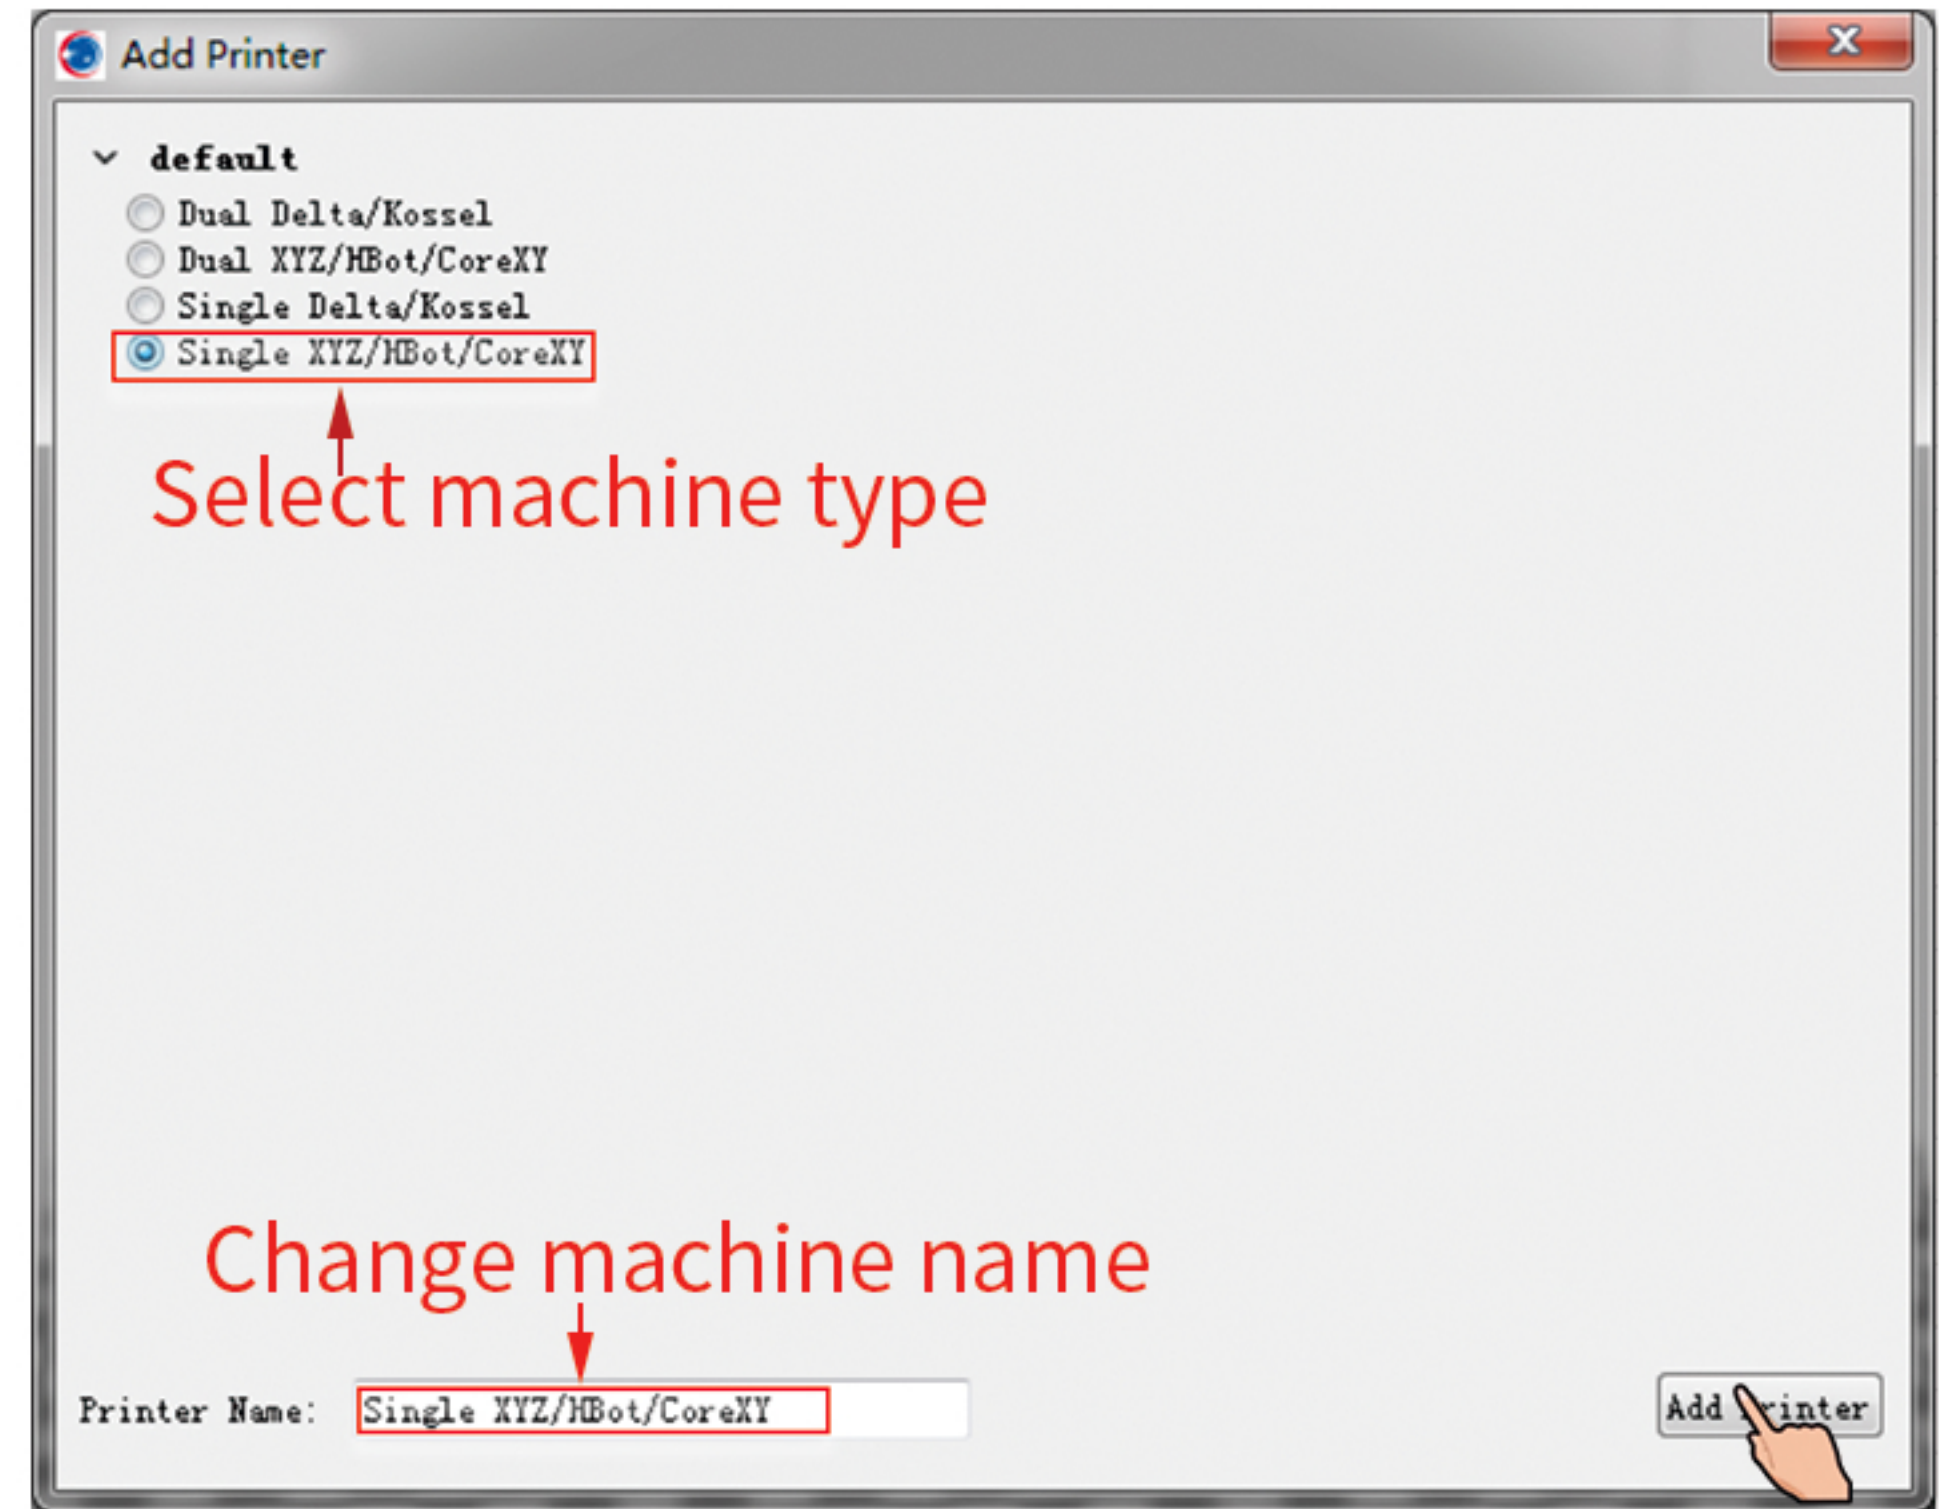 Add Printer
default
Dual Delta/Kossel
Dual XYZ/HBot/CoreXY
Single Delta/Kossel
Single XYZ/HBot/CoreXY
Select machine type
Change machine name
Printer Name: Single XYZ/HBot/CoreXY
Add Printer